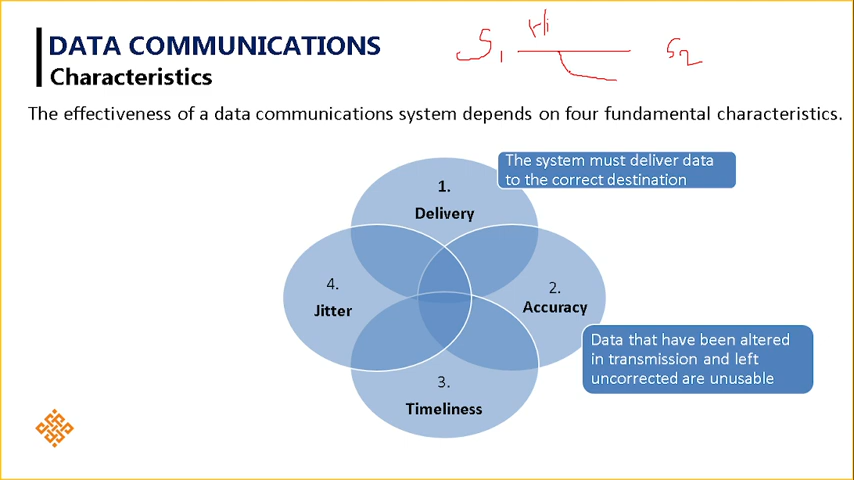 DATA COMMUNICATIONS
Characteristics
S1
S2
The effectiveness of a data communications system depends on four fundamental characteristics.
The system must deliver data
to the correct destination
1.
Delivery
4.
Jitter
2.
Accuracy
Data that have been altered
in transmission and left
uncorrected are unusable
3.
Timeliness